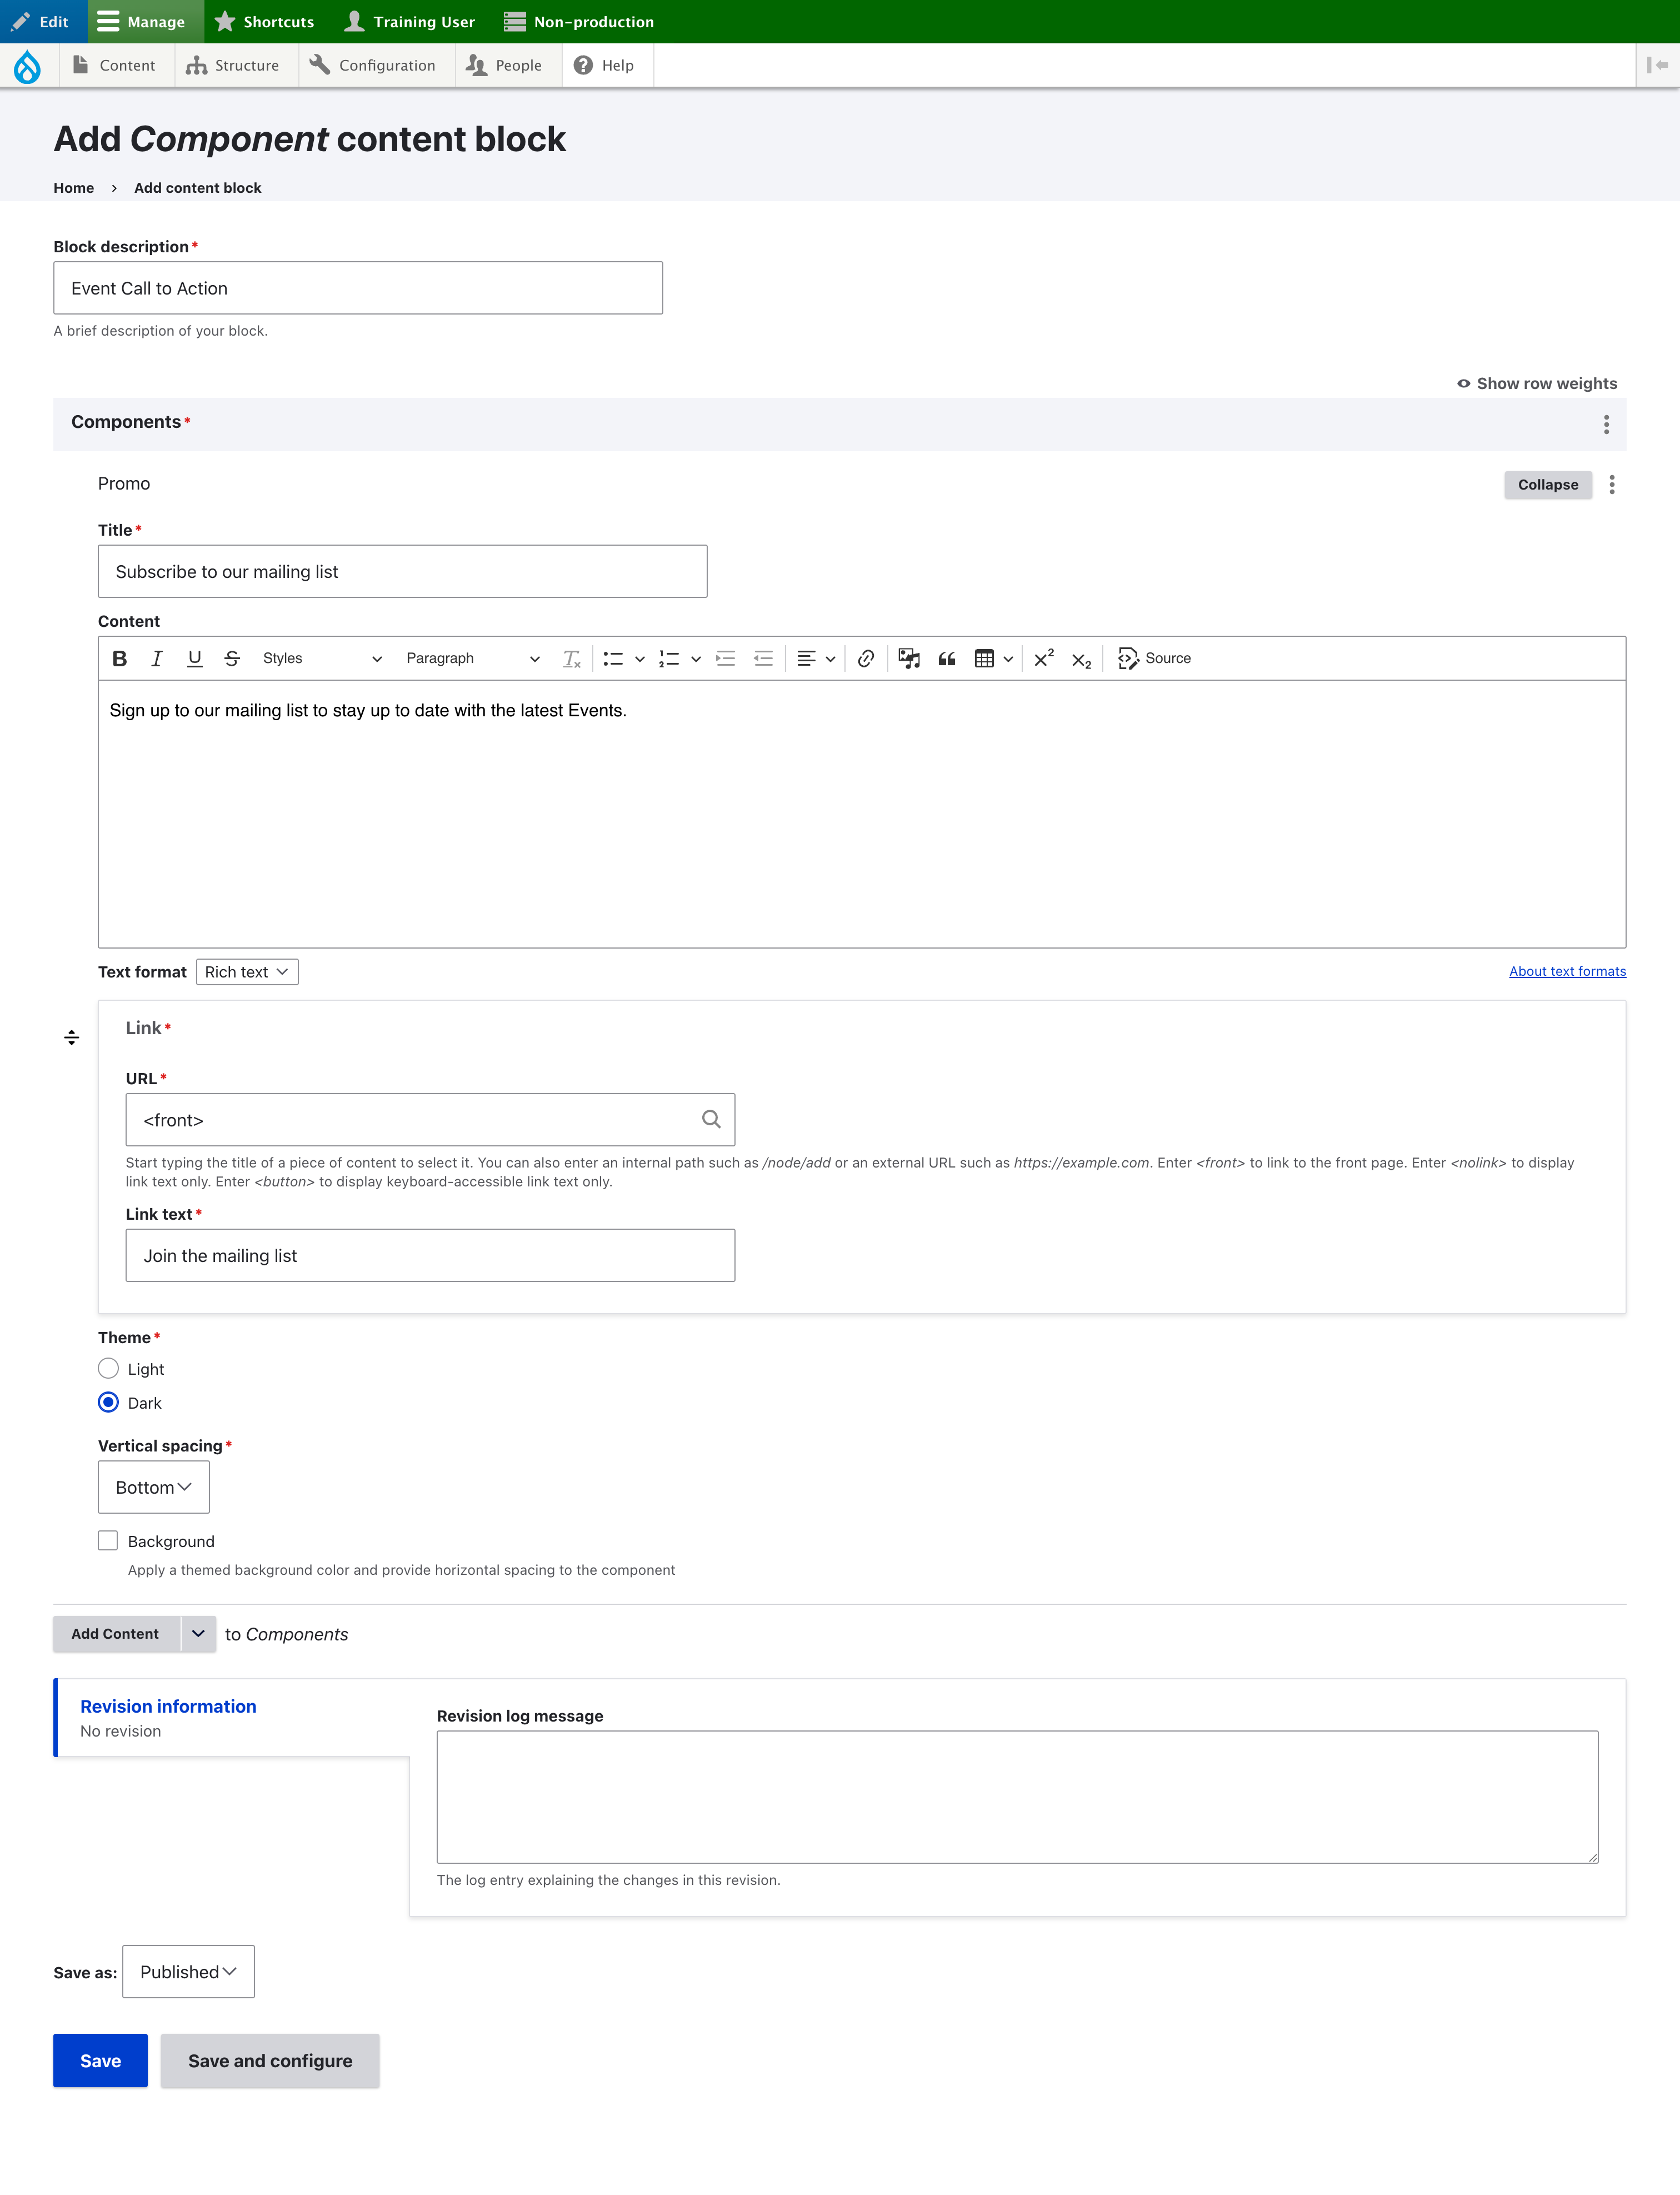 Edit Manage Shortcuts Training User Non-production
Content Structure Configuration People Help
Add Component content block
Home › Add content block
Block description*
Event Call to Action
A brief description of your block.
Show row weights
Components*
Promo Collapse
Title*
Subscribe to our mailing list
Content
B I U S Styles Paragraph Source
Sign up to our mailing list to stay up to date with the latest Events.
Text format Rich text About text formats
Link*
URL*
<front>
Start typing the title of a piece of content to select it. You can also enter an internal path such as /node/add or an external URL such as https://example.com. Enter <front> to link to the front page. Enter <nolink> to display
link text only. Enter <button> to display keyboard-accessible link text only.
Link text*
Join the mailing list
Theme*
Light
Dark
Vertical spacing*
Bottom
Background
Apply a themed background color and provide horizontal spacing to the component
Add Content to Components
Revision information
No revision
Revision log message
The log entry explaining the changes in this revision.
Save as: Published
Save Save and configure